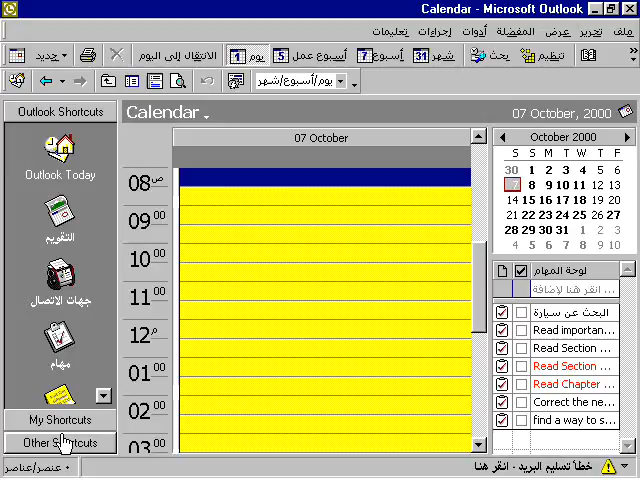 Calendar - Microsoft Outlook
ملف تحرير عرض المفضلة أدوات إجراءات تعليمات
جديد الانتقال إلى اليوم 1 يوم 5 أسبوع عمل 7 أسبوع 31 شهر بحث تنظيم
يوم/أسبوع/شهر
Outlook Shortcuts
Outlook Today
التقويم
جهات الاتصال
مهام
My Shortcuts
Other Shortcuts
Calendar
07 October, 2000
07 October
08 ص
09 00
10 00
11 00
12 م
01 00
02 00
03 00
October 2000
S S M T W T F
30 1 2 3 4 5 6
7 8 9 10 11 12 13
14 15 16 17 18 19 20
21 22 23 24 25 26 27
28 29 30 31 1 2 3
4 5 6 7 8 9 10
لوحة المهام
انقر هنا لإضافة ...
البحث عن سيارة
Read importan...
Read Section ...
Read Section ...
Read Chapter ...
Correct the ne...
find a way to s...
٠ عنصر/عناصر
خطأ تسليم البريد - انقر هنا